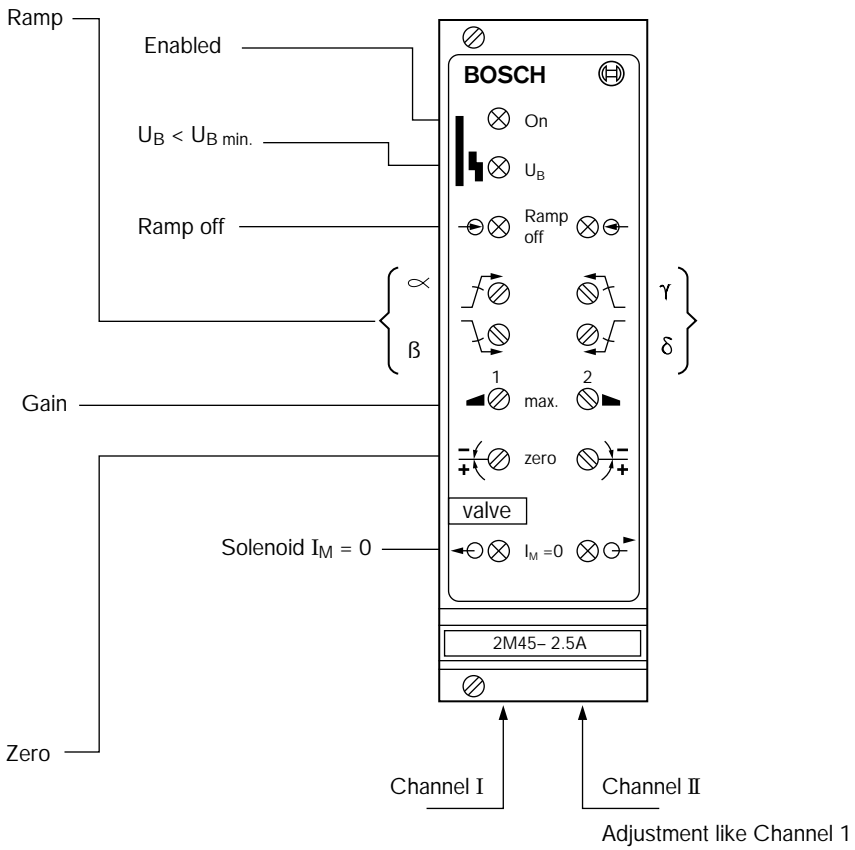 Ramp
Enabled
BOSCH
On
U_B < U_B min.
U_B
Ramp off
Ramp
off
∝
γ
ß
δ
1
2
Gain
max.
zero
valve
Solenoid I_M = 0
I_M =0
2M45– 2.5A
Zero
Channel I
Channel II
Adjustment like Channel 1